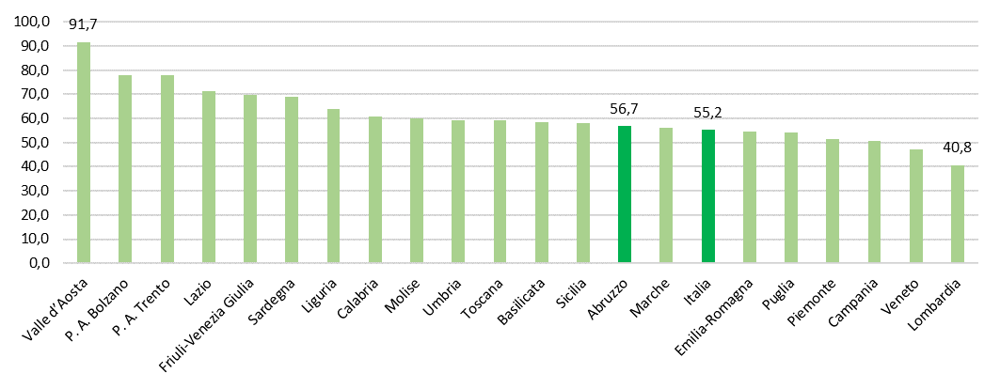 100,0
90,0
80,0
70,0
60,0
50,0
40,0
30,0
20,0
10,0
0,0
91,7
56,7
55,2
40,8
Valle d'Aosta
P. A. Bolzano
P. A. Trento
Lazio
Friuli-Venezia Giulia
Sardegna
Liguria
Calabria
Molise
Umbria
Toscana
Basilicata
Sicilia
Abruzzo
Marche
Italia
Emilia-Romagna
Puglia
Piemonte
Campania
Veneto
Lombardia